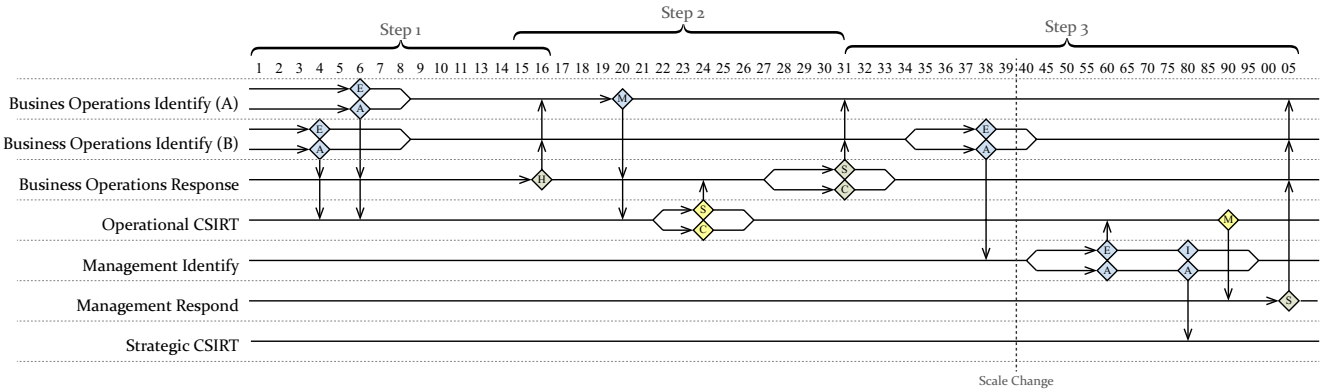 Step 1
Step 2
Step 3
1 2 3 4 5 6 7 8 9 10 11 12 13 14 15 16 17 18 19 20 21 22 23 24 25 26 27 28 29 30 31 32 33 34 35 36 37 38 39 40 45 50 55 60 65 70 75 80 85 90 95 00 05
E
Busines Operations Identify (A) A M
E E
Business Operations Identify (B) A A
S
Business Operations Response H C
S
Operational CSIRT C M
E I
Management Identify A A
Management Respond S
Strategic CSIRT
Scale Change